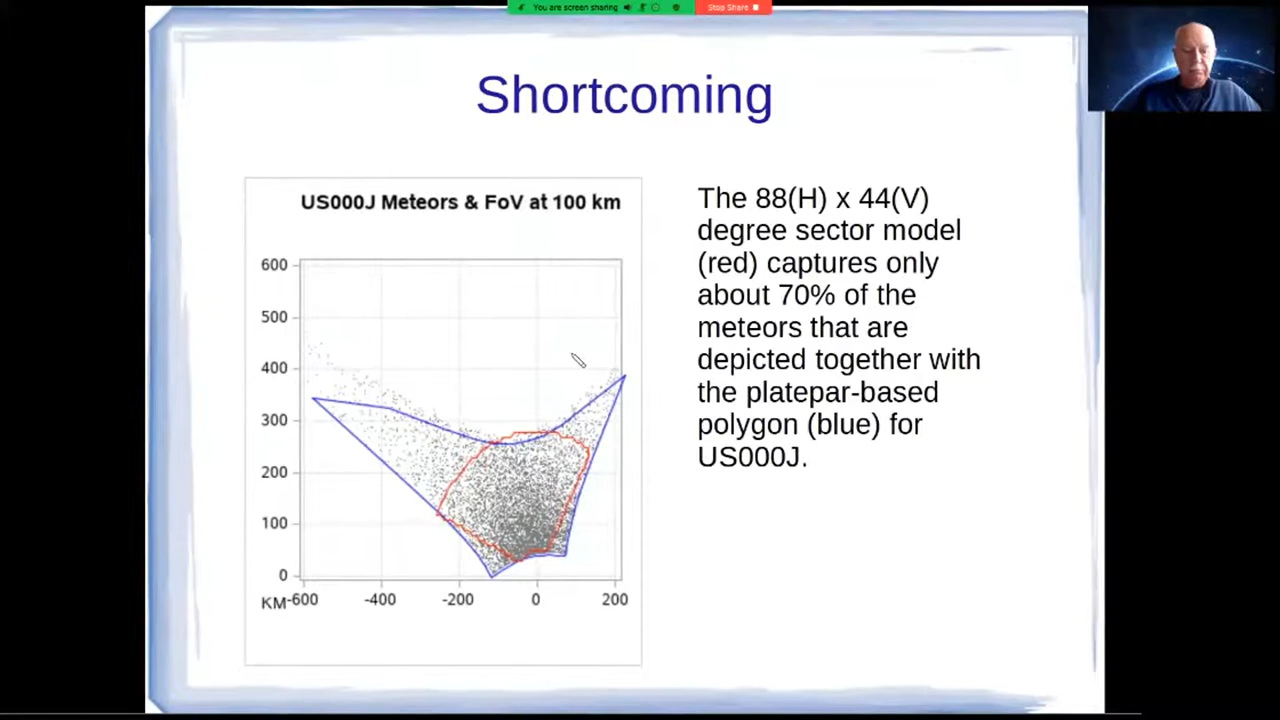 You are screen sharing
Stop Share
Shortcoming
US000J Meteors & FoV at 100 km
600
500
400
300
200
100
0
KM
-600 -400 -200 0 200
The 88(H) x 44(V)
degree sector model
(red) captures only
about 70% of the
meteors that are
depicted together with
the platepar-based
polygon (blue) for
US000J.